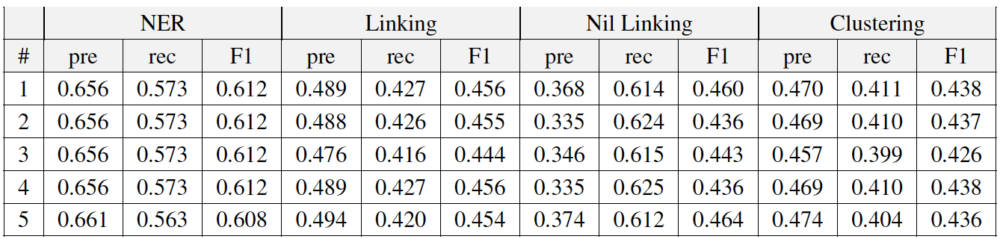 NER Linking Nil Linking Clustering
# pre rec F1 pre rec F1 pre rec F1 pre rec F1
1 0.656 0.573 0.612 0.489 0.427 0.456 0.368 0.614 0.460 0.470 0.411 0.438
2 0.656 0.573 0.612 0.488 0.426 0.455 0.335 0.624 0.436 0.469 0.410 0.437
3 0.656 0.573 0.612 0.476 0.416 0.444 0.346 0.615 0.443 0.457 0.399 0.426
4 0.656 0.573 0.612 0.489 0.427 0.456 0.335 0.625 0.436 0.469 0.410 0.438
5 0.661 0.563 0.608 0.494 0.420 0.454 0.374 0.612 0.464 0.474 0.404 0.436